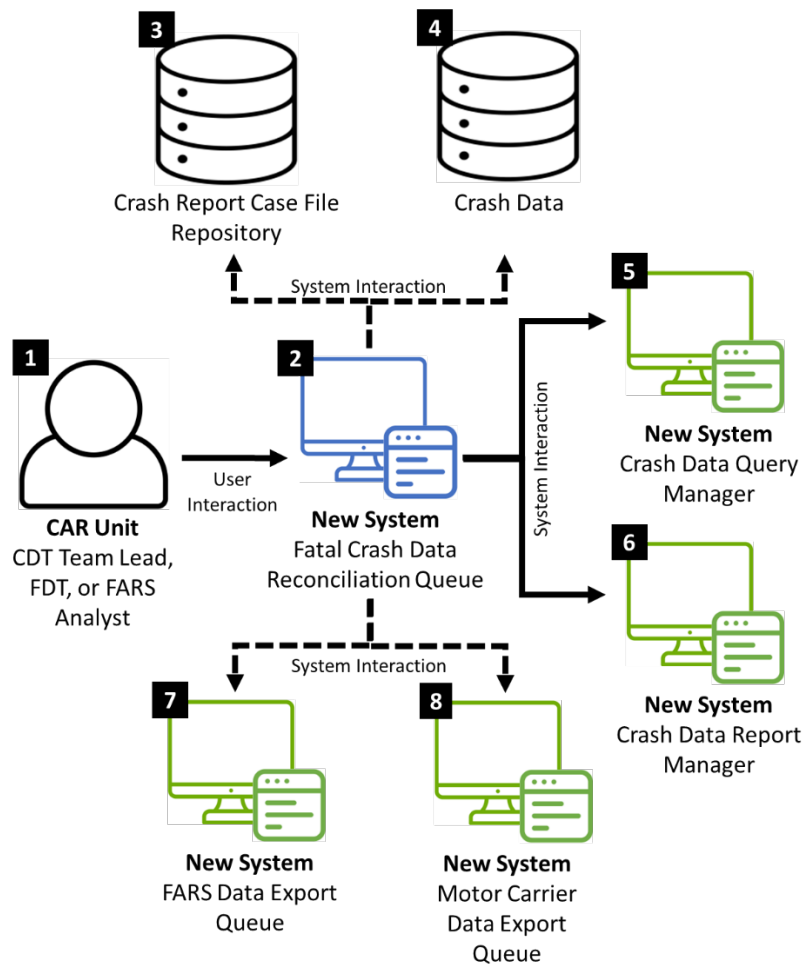 3
Crash Report Case File
Repository
4
Crash Data
System Interaction
5
New System
Crash Data Query
Manager
1
CAR Unit
CDT Team Lead,
FDT, or FARS
Analyst
User
Interaction
2
New System
Fatal Crash Data
Reconciliation Queue
System Interaction
6
New System
Crash Data Report
Manager
System Interaction
7
New System
FARS Data Export
Queue
8
New System
Motor Carrier
Data Export
Queue